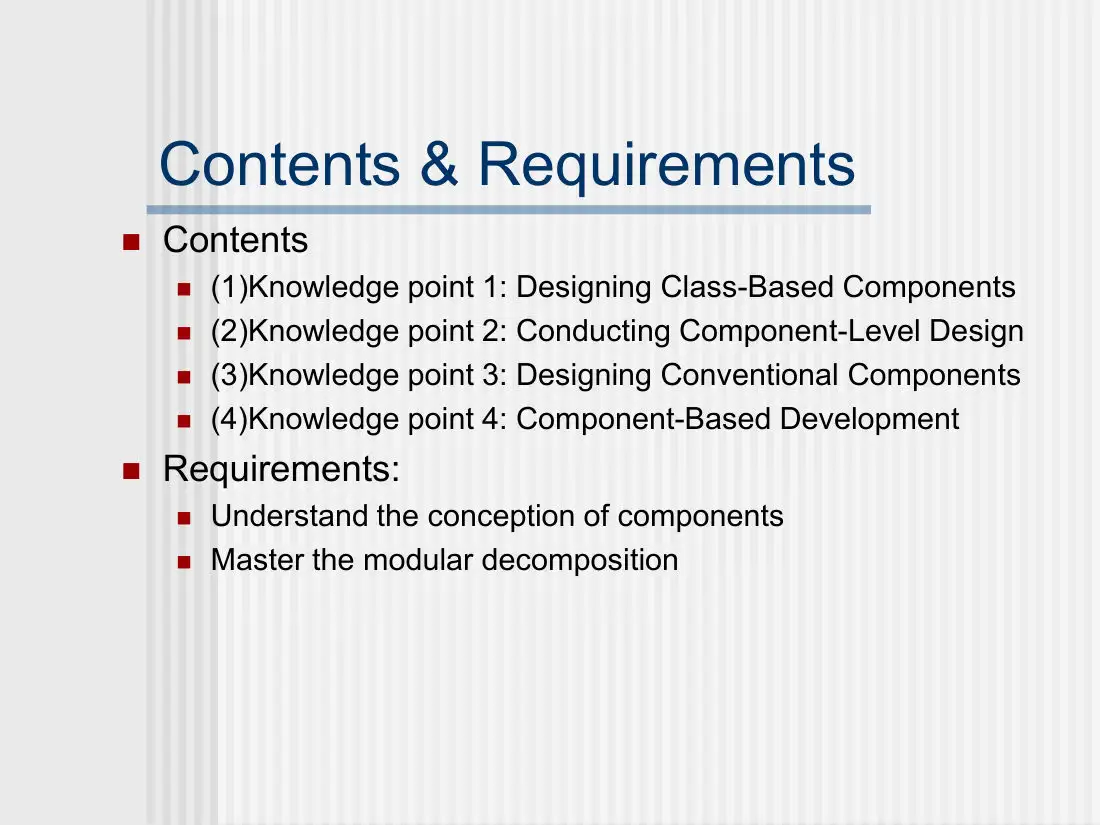 Contents & Requirements
Contents
(1)Knowledge point 1: Designing Class-Based Components
(2)Knowledge point 2: Conducting Component-Level Design
(3)Knowledge point 3: Designing Conventional Components
(4)Knowledge point 4: Component-Based Development
Requirements:
Understand the conception of components
Master the modular decomposition